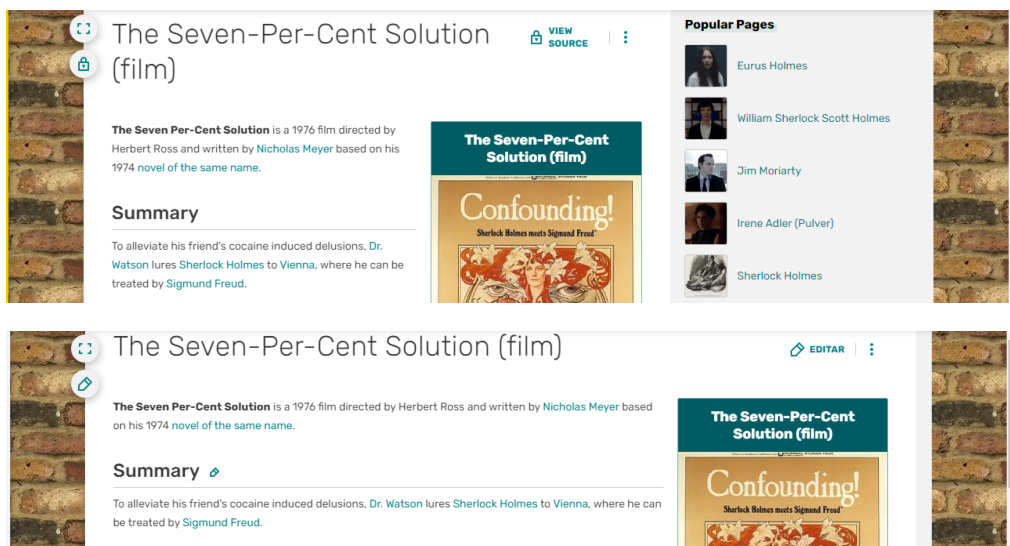 The Seven-Per-Cent Solution
(film)
VIEW
SOURCE
The Seven Per-Cent Solution is a 1976 film directed by
Herbert Ross and written by Nicholas Meyer based on his
1974 novel of the same name.
Summary
To alleviate his friend's cocaine induced delusions, Dr.
Watson lures Sherlock Holmes to Vienna, where he can be
treated by Sigmund Freud.
The Seven-Per-Cent
Solution (film)
Confounding!
Sherlock Holmes meets Sigmund Freud
Popular Pages
Eurus Holmes
William Sherlock Scott Holmes
Jim Moriarty
Irene Adler (Pulver)
Sherlock Holmes
The Seven-Per-Cent Solution (film)
EDITAR
The Seven Per-Cent Solution is a 1976 film directed by Herbert Ross and written by Nicholas Meyer based
on his 1974 novel of the same name.
Summary
To alleviate his friend's cocaine induced delusions, Dr. Watson lures Sherlock Holmes to Vienna, where he can
be treated by Sigmund Freud.
The Seven-Per-Cent
Solution (film)
Confounding!
Sherlock Holmes meets Sigmund Freud